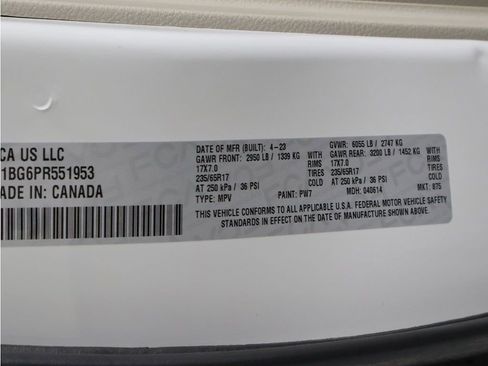 CA US LLC
1BG6PR551953
MADE IN: CANADA
DATE OF MFR (BUILT): 4-23
GAWR FRONT: 2950 LB / 1339 KG
17X7.0 RIMS
235/65R17 TIRES
AT 250 kPa / 36 PSI COLD
TYPE: MPV PAINT: PW7
GVWR: 6055 LB / 2747 KG
GAWR REAR: 3200 LB / 1452 KG
17X7.0 RIMS
235/65R17 TIRES
AT 250 kPa / 36 PSI COLD
MDH: 040614 MKT: 875
THIS VEHICLE CONFORMS TO ALL APPLICABLE U.S.A. FEDERAL MOTOR VEHICLE SAFETY
STANDARDS IN EFFECT ON THE DATE OF MANUFACTURE SHOWN ABOVE.